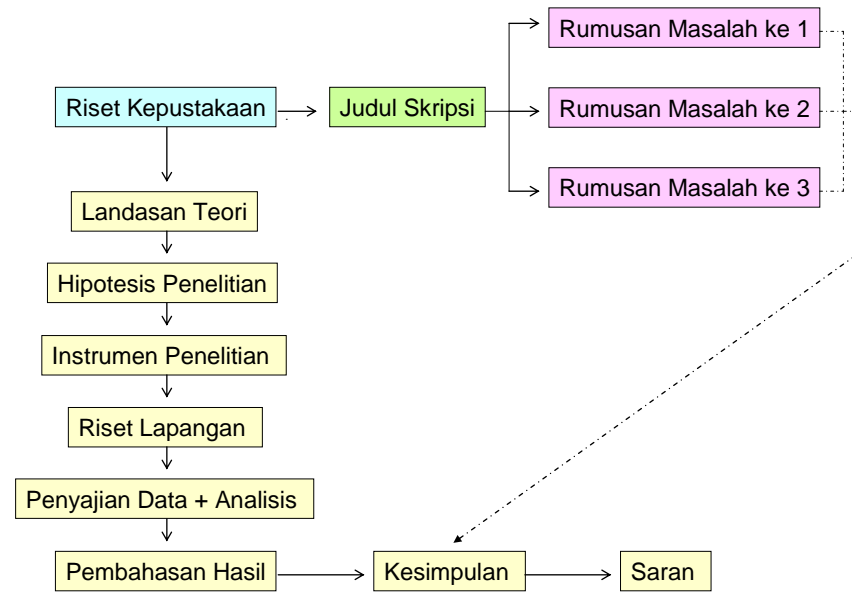 Rumusan Masalah ke 1
Riset Kepustakaan
Judul Skripsi
Rumusan Masalah ke 2
Rumusan Masalah ke 3
Landasan Teori
Hipotesis Penelitian
Instrumen Penelitian
Riset Lapangan
Penyajian Data + Analisis
Pembahasan Hasil
Kesimpulan
Saran